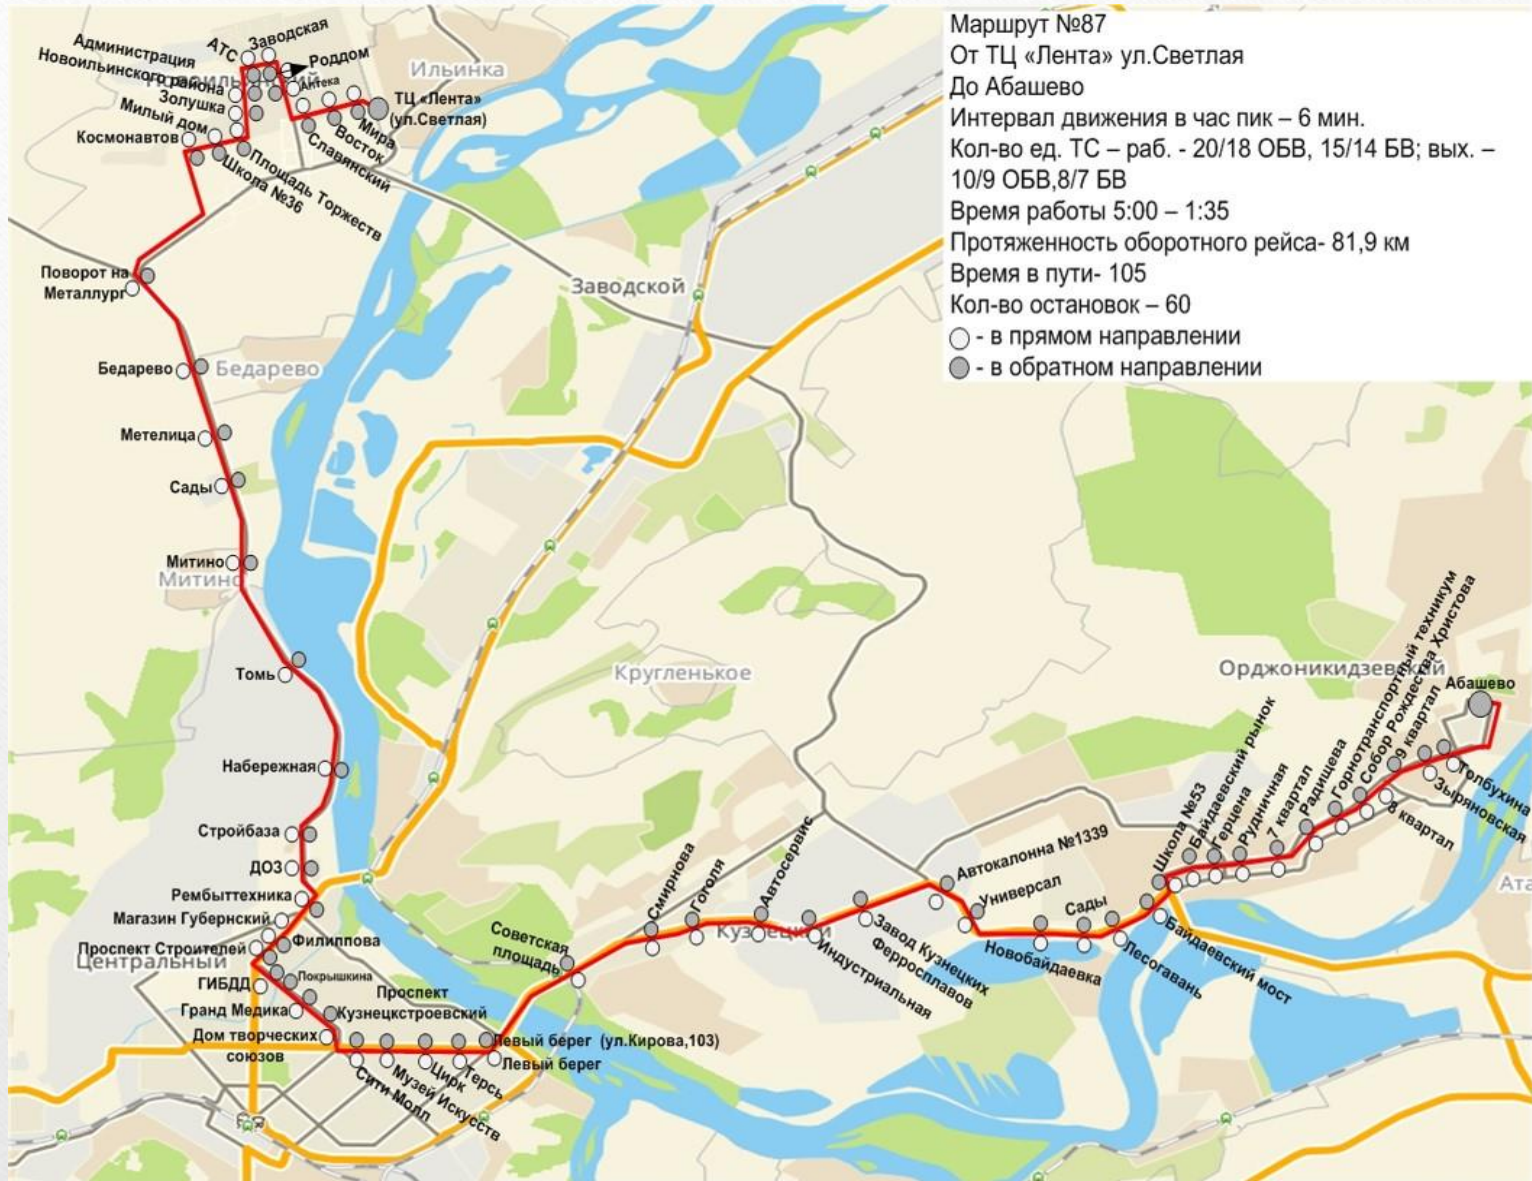 Маршрут №87
От ТЦ «Лента» ул.Светлая
До Абашево
Интервал движения в час пик – 6 мин.
Кол-во ед. ТС – раб. - 20/18 ОБВ, 15/14 БВ; вых. –
10/9 ОБВ,8/7 БВ
Время работы 5:00 – 1:35
Протяженность оборотного рейса- 81,9 км
Время в пути- 105
Кол-во остановок – 60
- в прямом направлении
- в обратном направлении
Заводская
АТС
Роддом
Администрация
Новоильинского района
Аптека
Ильинка
ТЦ «Лента»
(ул.Светлая)
Золушка
Милый дом
Космонавтов
Мира
Восток
Славянский
Площадь Торжеств
Школа №36
Поворот на
Металлург
Заводской
Бедарево
Бедарево
Метелица
Сады
Митино
Митино
Томь
Кругленькое
Набережная
Стройбаза
ДОЗ
Рембыттехника
Магазин Губернский
Проспект Строителей
Филиппова
Центральный
ГИБДД
Покрышкина
Гранд Медика
Проспект
Кузнецкстроевский
Дом творческих
союзов
Сити Молл
Музей Искусств
Цирк
Терсь
Левый берег (ул.Кирова,103)
Левый берег
Советская
площадь
Смирнова
Гоголя
Автосервис
Кузнецкий
Индустриальная
Завод Кузнецких
Ферросплавов
Автокалонна №1339
Универсал
Новобайдаевка
Сады
Лесогавань
Байдаевский мост
Школа №53
Байдаевский рынок
Герцена
Рудничная
7 квартал
Радищева
Горнотранспортный техникум
Собор Рождества Христова
9 квартал
8 квартал
Зыряновская
Толбухина
Орджоникидзевский
Абашево
Ата